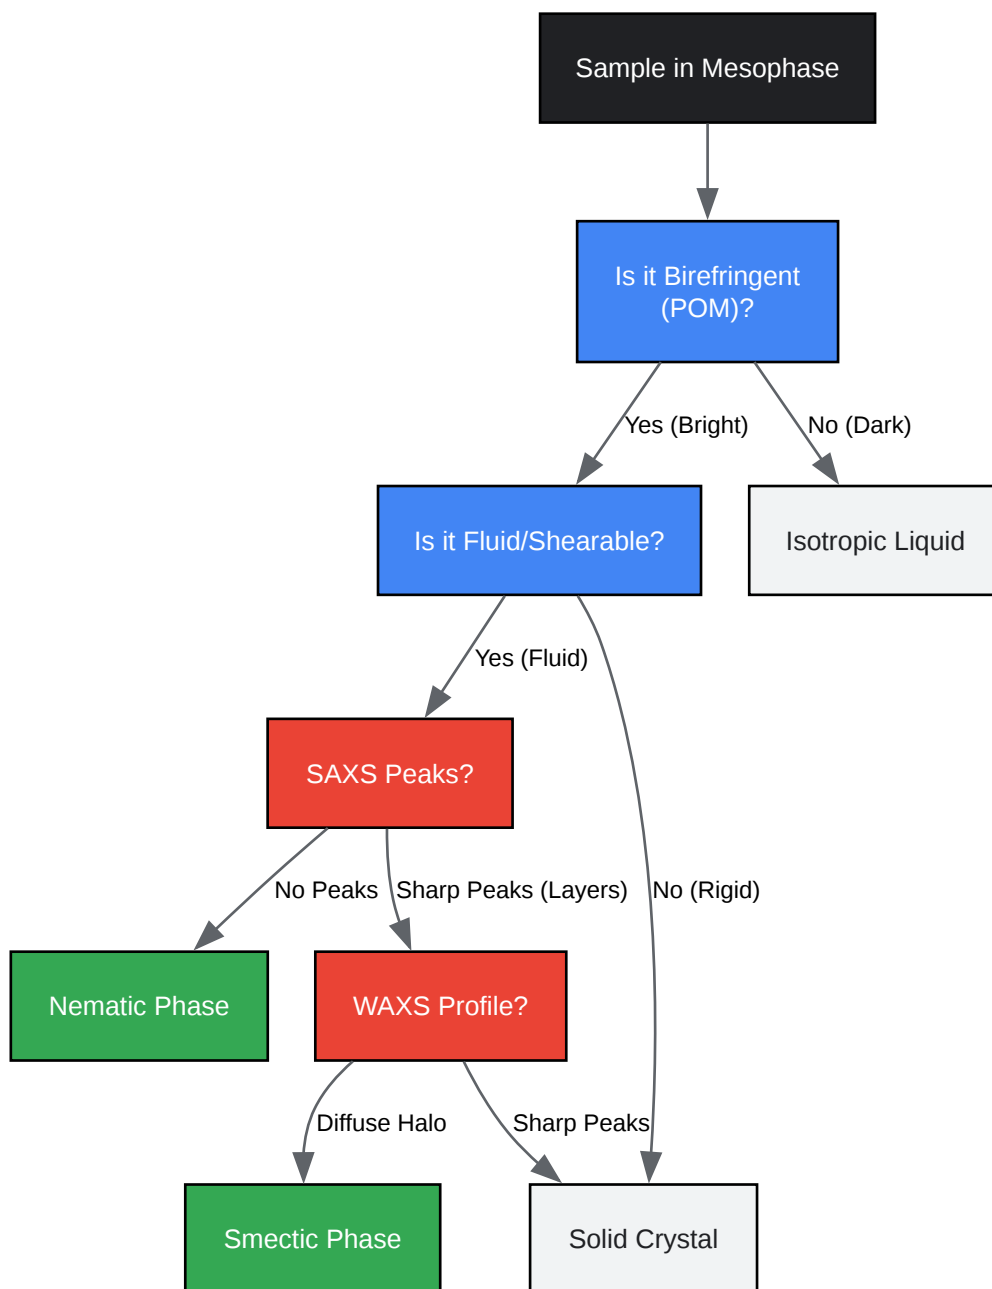 Sample in Mesophase
Is it Birefringent
(POM)?
Yes (Bright)
No (Dark)
Is it Fluid/Shearable?
Isotropic Liquid
Yes (Fluid)
SAXS Peaks?
No Peaks
Sharp Peaks (Layers)
No (Rigid)
Nematic Phase
WAXS Profile?
Diffuse Halo
Sharp Peaks
Smectic Phase
Solid Crystal